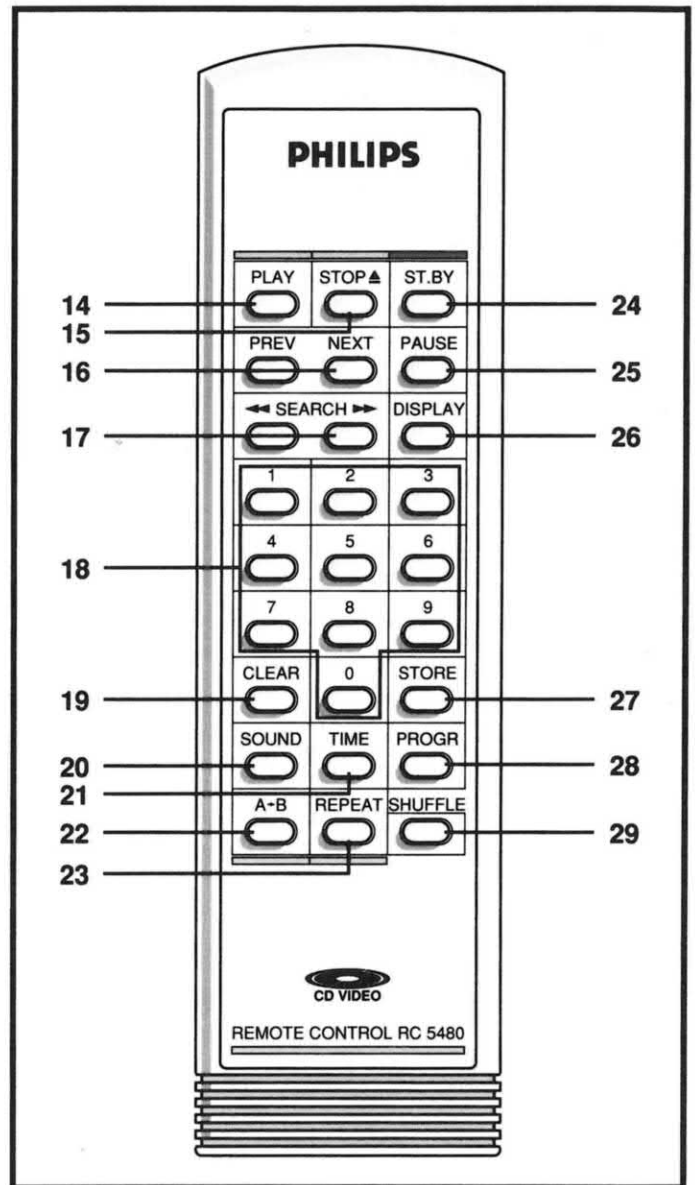 PHILIPS
PLAY STOP ST.BY
14 24
15
PREV NEXT PAUSE
16 25
SEARCH DISPLAY
17 26
1 2 3
4 5 6
18
7 8 9
CLEAR 0 STORE
19 27
SOUND TIME PROGR
20 28
21
A-B REPEAT SHUFFLE
22 29
23
CD VIDEO
REMOTE CONTROL RC 5480